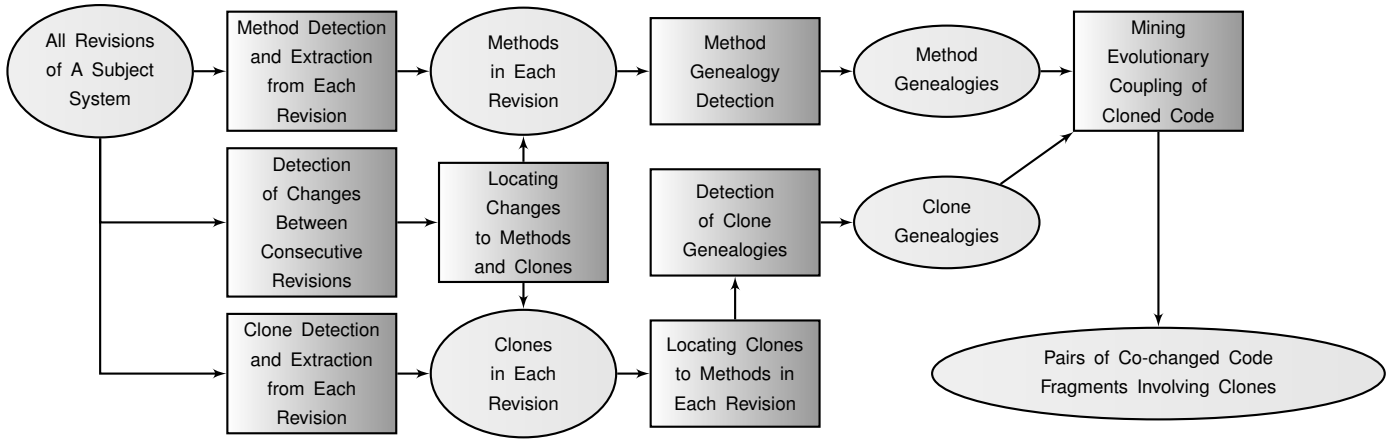 All Revisions
of A Subject
System
Method Detection
and Extraction
from Each
Revision
Methods
in Each
Revision
Method
Genealogy
Detection
Method
Genealogies
Mining
Evolutionary
Coupling of
Cloned Code
Detection
of Changes
Between
Consecutive
Revisions
Locating
Changes
to Methods
and Clones
Detection
of Clone
Genealogies
Clone
Genealogies
Clone Detection
and Extraction
from Each
Revision
Clones
in Each
Revision
Locating Clones
to Methods in
Each Revision
Pairs of Co-changed Code
Fragments Involving Clones